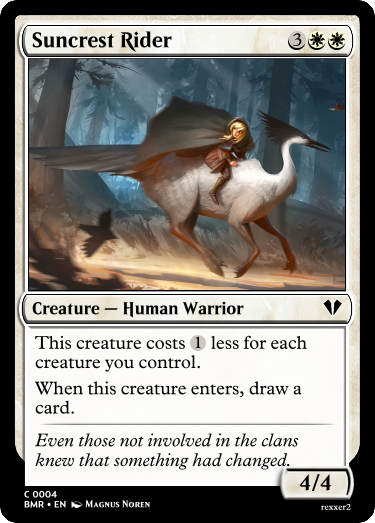 Suncrest Rider 3
Creature — Human Warrior
This creature costs 1 less for each
creature you control.
When this creature enters, draw a
card.
Even those not involved in the clans
knew that something had changed.
4/4
C 0004
BMR • EN Magnus Noren
rexxer2